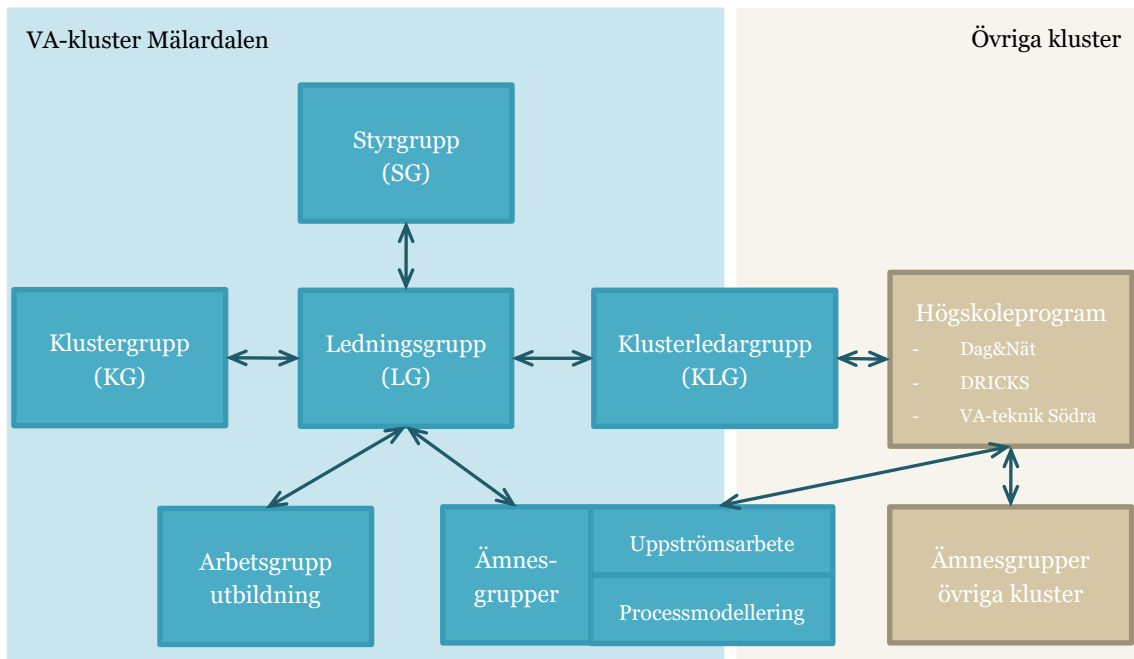 VA-kluster Mälardalen
Övriga kluster
Styrgrupp
(SG)
Klustergrupp
(KG)
Ledningsgrupp
(LG)
Klusterledargrupp
(KLG)
Högskoleprogram
- Dag&Nät
- DRICKS
- VA-teknik Södra
Arbetsgrupp
utbildning
Ämnes-
grupper
Uppströmsarbete
Processmodellering
Ämnesgrupper
övriga kluster